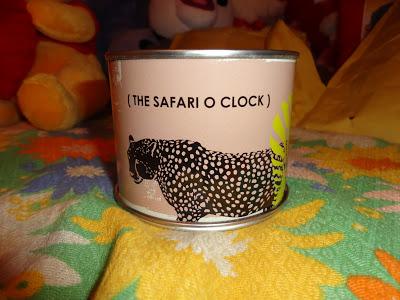 ( THE SAFARI O CLOCK )